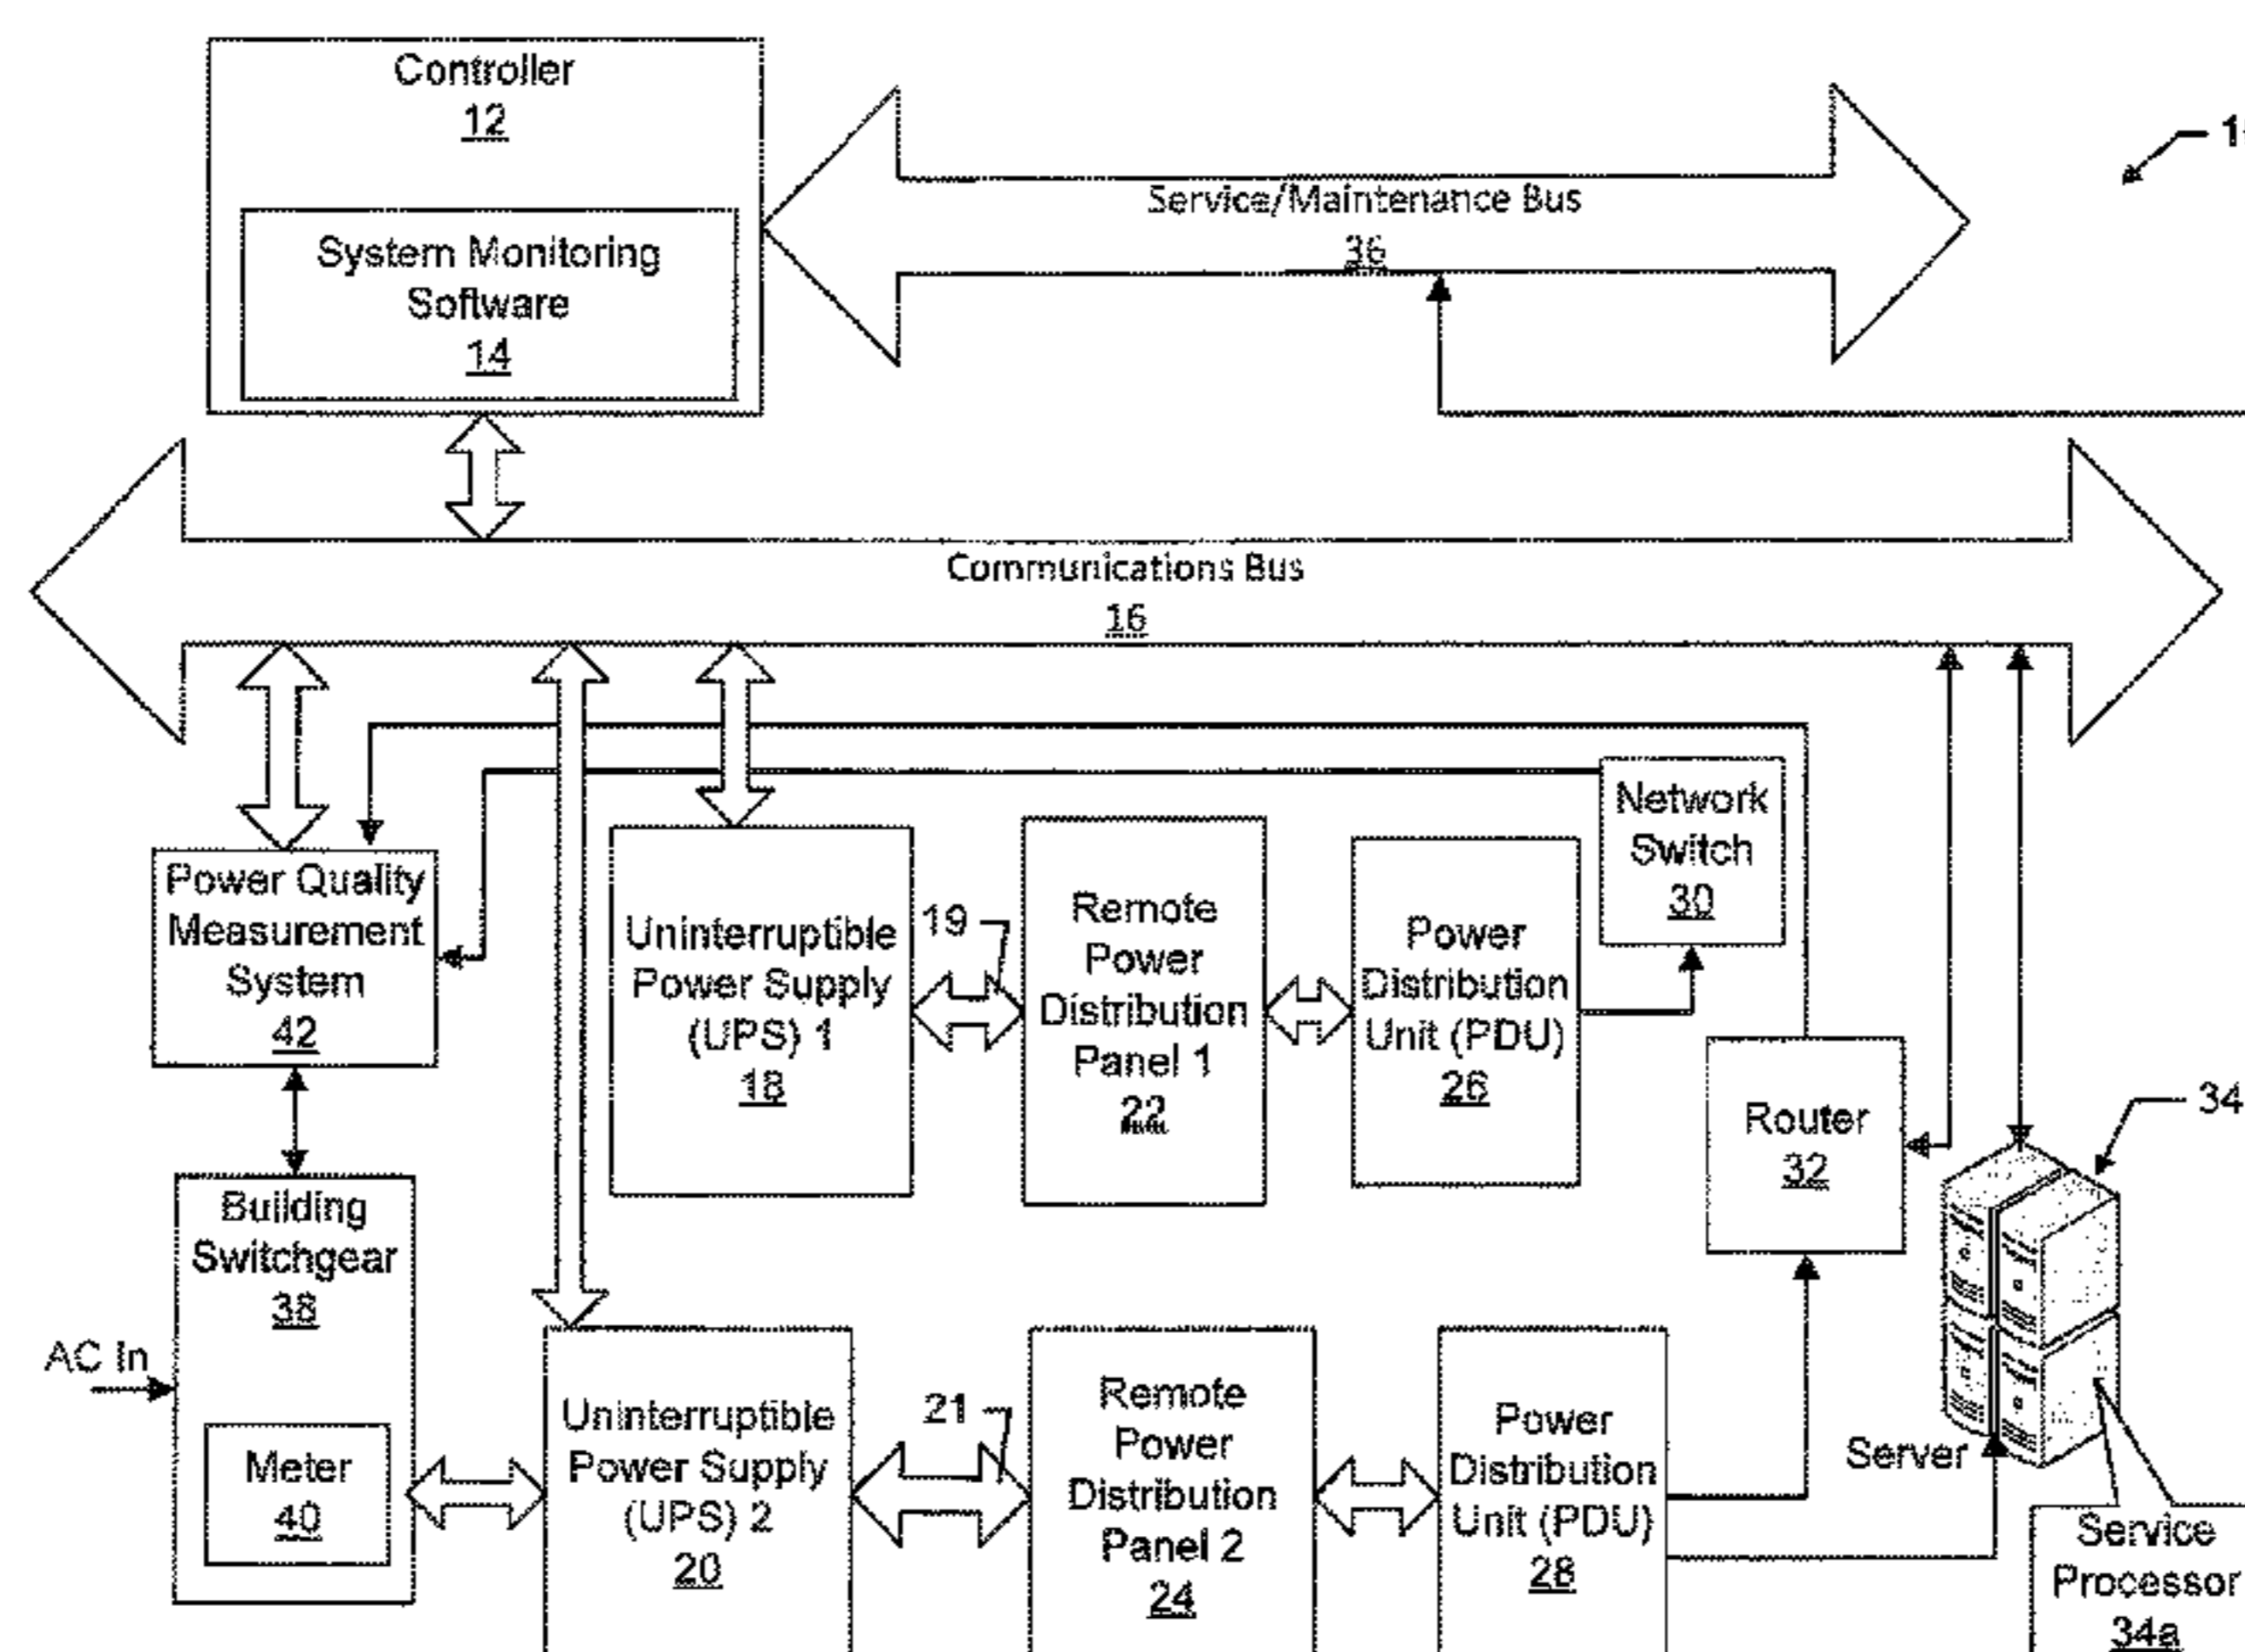 Controller
12
System Monitoring
Software
14
Service/Maintenance Bus
36
Communications Bus
16
Power Quality
Measurement
System
42
Uninterruptible
Power Supply
(UPS) 1
18
19
Remote
Power
Distribution
Panel 1
22
Power
Distribution
Unit (PDU)
26
Network
Switch
30
Router
32
34
Building
Switchgear
38
AC In
Meter
40
Uninterruptible
Power Supply
(UPS) 2
20
21
Remote
Power
Distribution
Panel 2
24
Power
Distribution
Unit (PDU)
28
Server
Service
Processor
34a